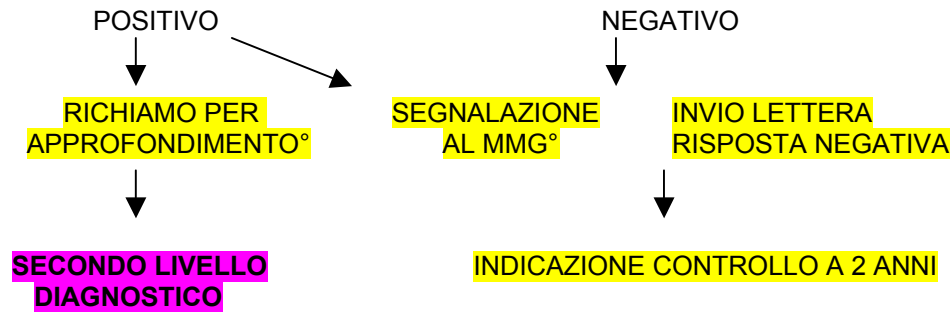 POSITIVO
NEGATIVO
RICHIAMO PER
APPROFONDIMENTO°
SEGNALAZIONE
AL MMG°
INVIO LETTERA
RISPOSTA NEGATIVA
SECONDO LIVELLO
DIAGNOSTICO
INDICAZIONE CONTROLLO A 2 ANNI